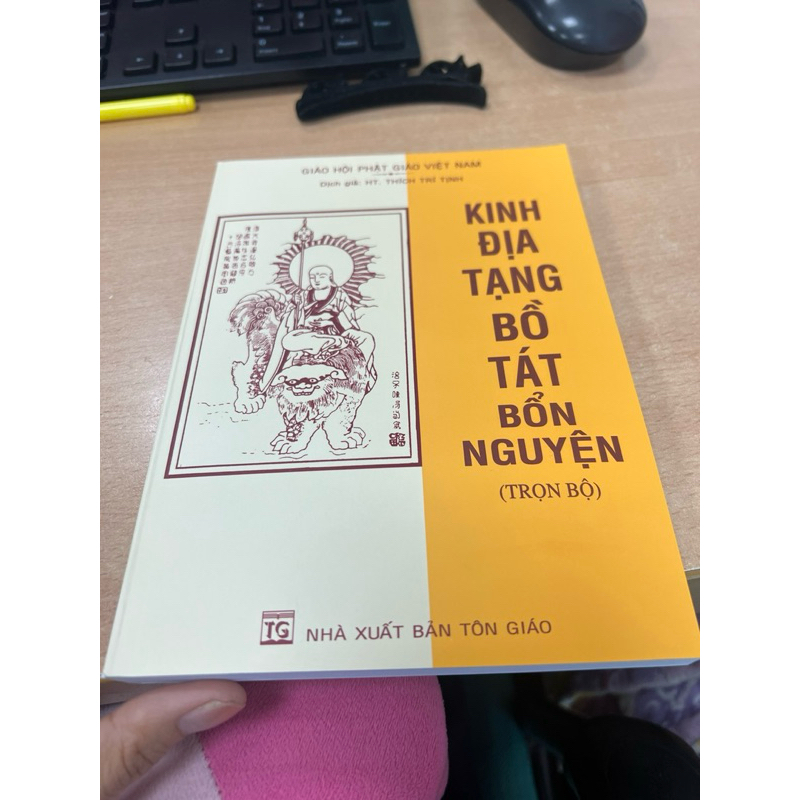 GIÁO HỘI PHẬT GIÁO VIỆT NAM
Dịch giả: HT. THÍCH TRÍ TỊNH
KINH
ĐỊA
TẠNG
BỒ
TÁT
BỔN
NGUYỆN
(TRỌN BỘ)
TG
NHÀ XUẤT BẢN TÔN GIÁO